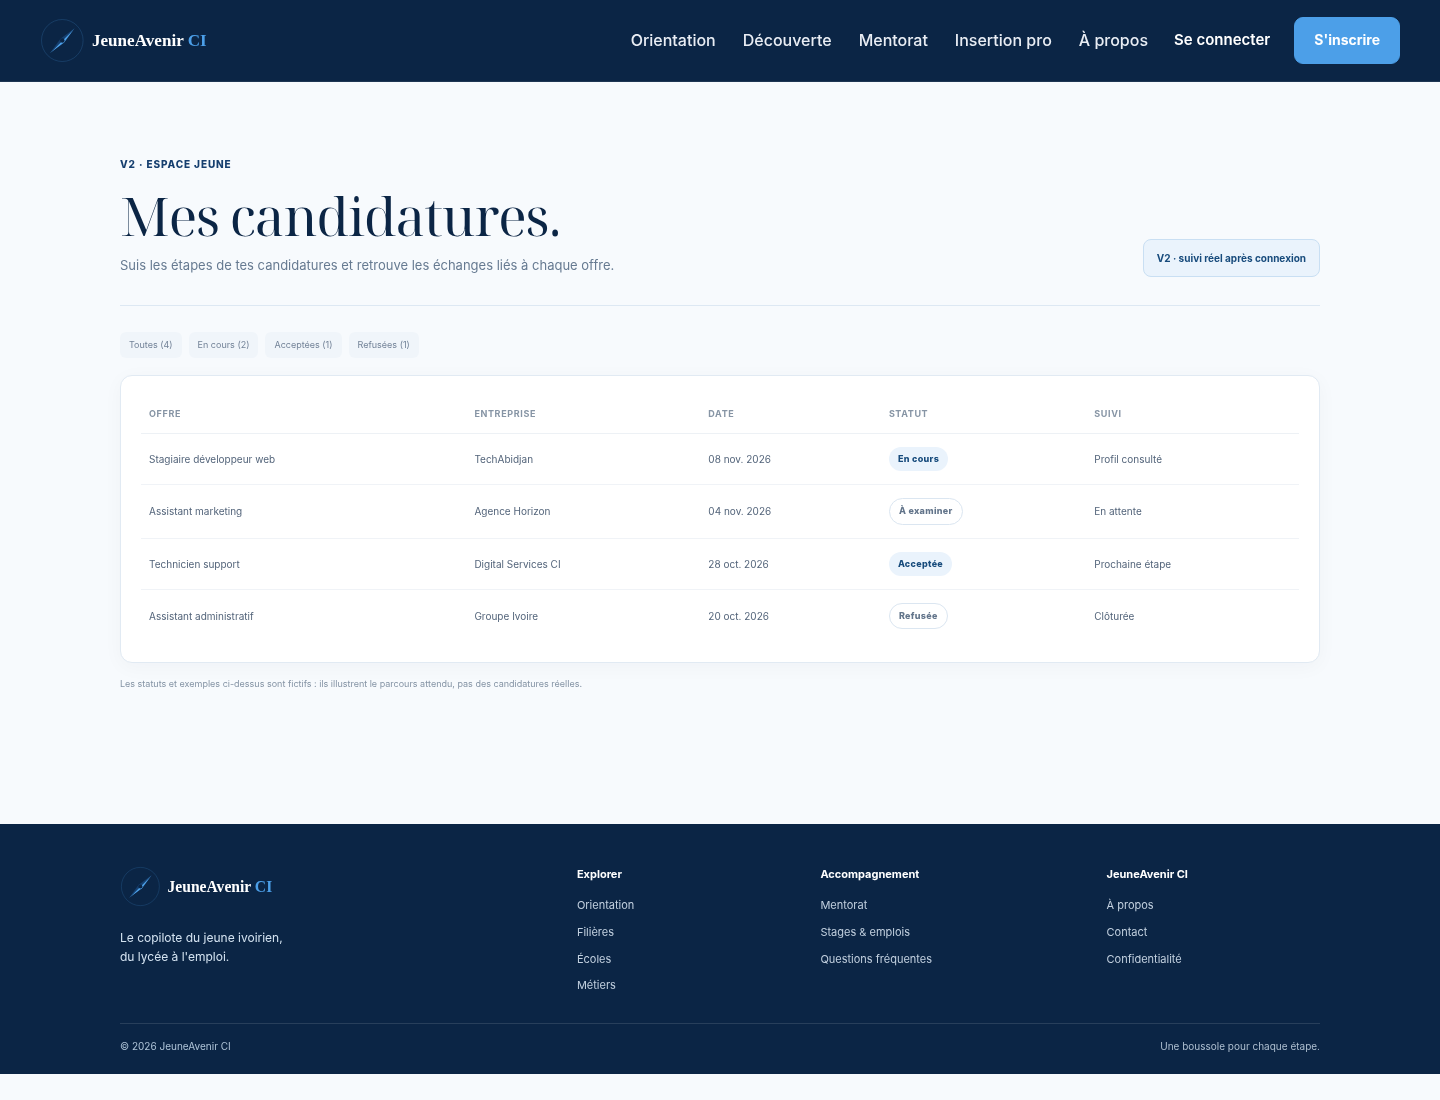 JeuneAvenir CI
Orientation
Découverte
Mentorat
Insertion pro
À propos
Se connecter
S'inscrire
V2 · ESPACE JEUNE
Mes candidatures.
Suis les étapes de tes candidatures et retrouve les échanges liés à chaque offre.
V2 · suivi réel après connexion
Toutes (4)
En cours (2)
Acceptées (1)
Refusées (1)
OFFRE ENTREPRISE DATE STATUT SUIVI
Stagiaire développeur web TechAbidjan 08 nov. 2026 En cours Profil consulté
Assistant marketing Agence Horizon 04 nov. 2026 À examiner En attente
Technicien support Digital Services CI 28 oct. 2026 Acceptée Prochaine étape
Assistant administratif Groupe Ivoire 20 oct. 2026 Refusée Clôturée
Les statuts et exemples ci-dessus sont fictifs : ils illustrent le parcours attendu, pas des candidatures réelles.
JeuneAvenir CI
Le copilote du jeune ivoirien,
du lycée à l'emploi.
Explorer
Orientation
Filières
Écoles
Métiers
Accompagnement
Mentorat
Stages & emplois
Questions fréquentes
JeuneAvenir CI
À propos
Contact
Confidentialité
© 2026 JeuneAvenir CI
Une boussole pour chaque étape.